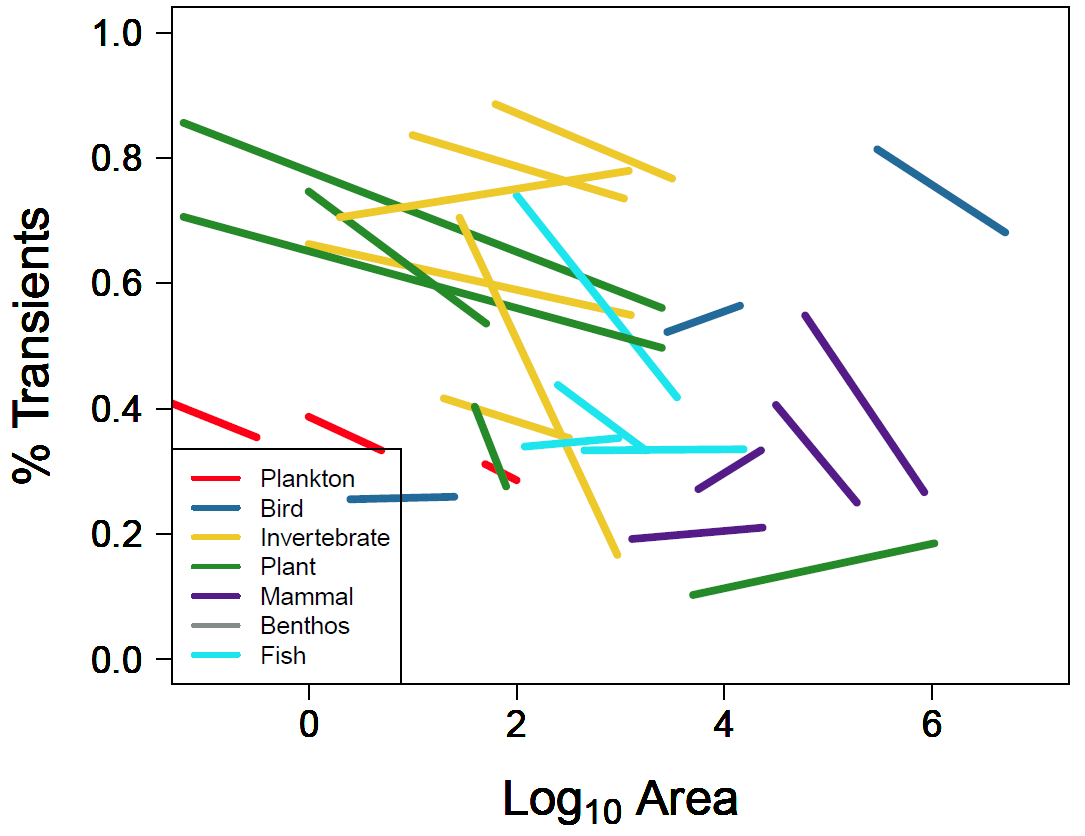 1.0
0.8
0.6
0.4
0.2
0.0
% Transients
Plankton
Bird
Invertebrate
Plant
Mammal
Benthos
Fish
0 2 4 6
Log10 Area